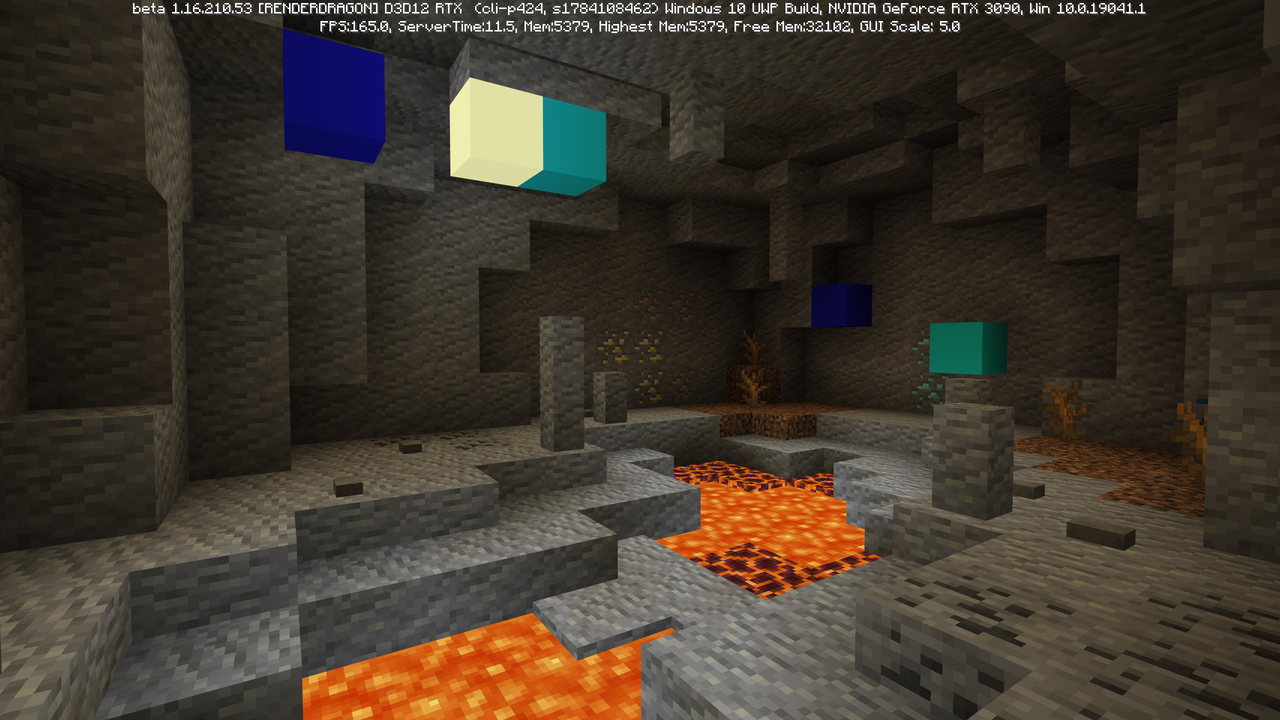 beta 1.16.210.53 [RENDERDRAGON] D3D12 RTX (cli-p424, s1784108462) Windows 10 UWP Build, NVIDIA GeForce RTX 3090, Win 10.0.19041.1
FPS:165.0, ServerTime:11.5, Mem:5379, Highest Mem:5379, Free Mem:32102, GUI Scale: 5.0